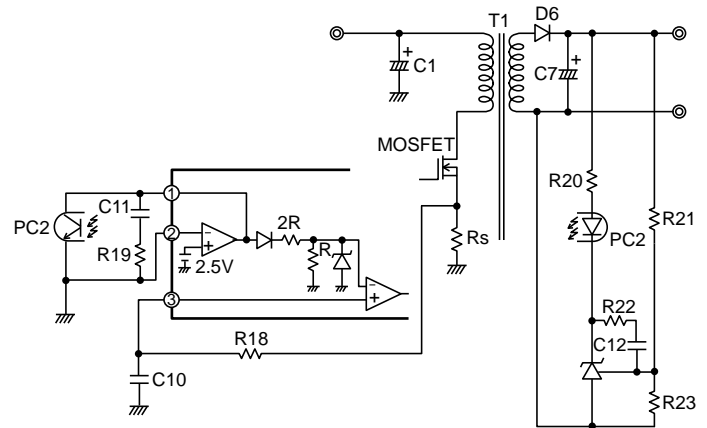 T1
D6
C1
C7
MOSFET
R20
R21
PC2
C11
1
2
3
2R
R
R19
2.5V
Rs
PC2
R22
C12
R18
C10
R23
+
+
-
+
-
+